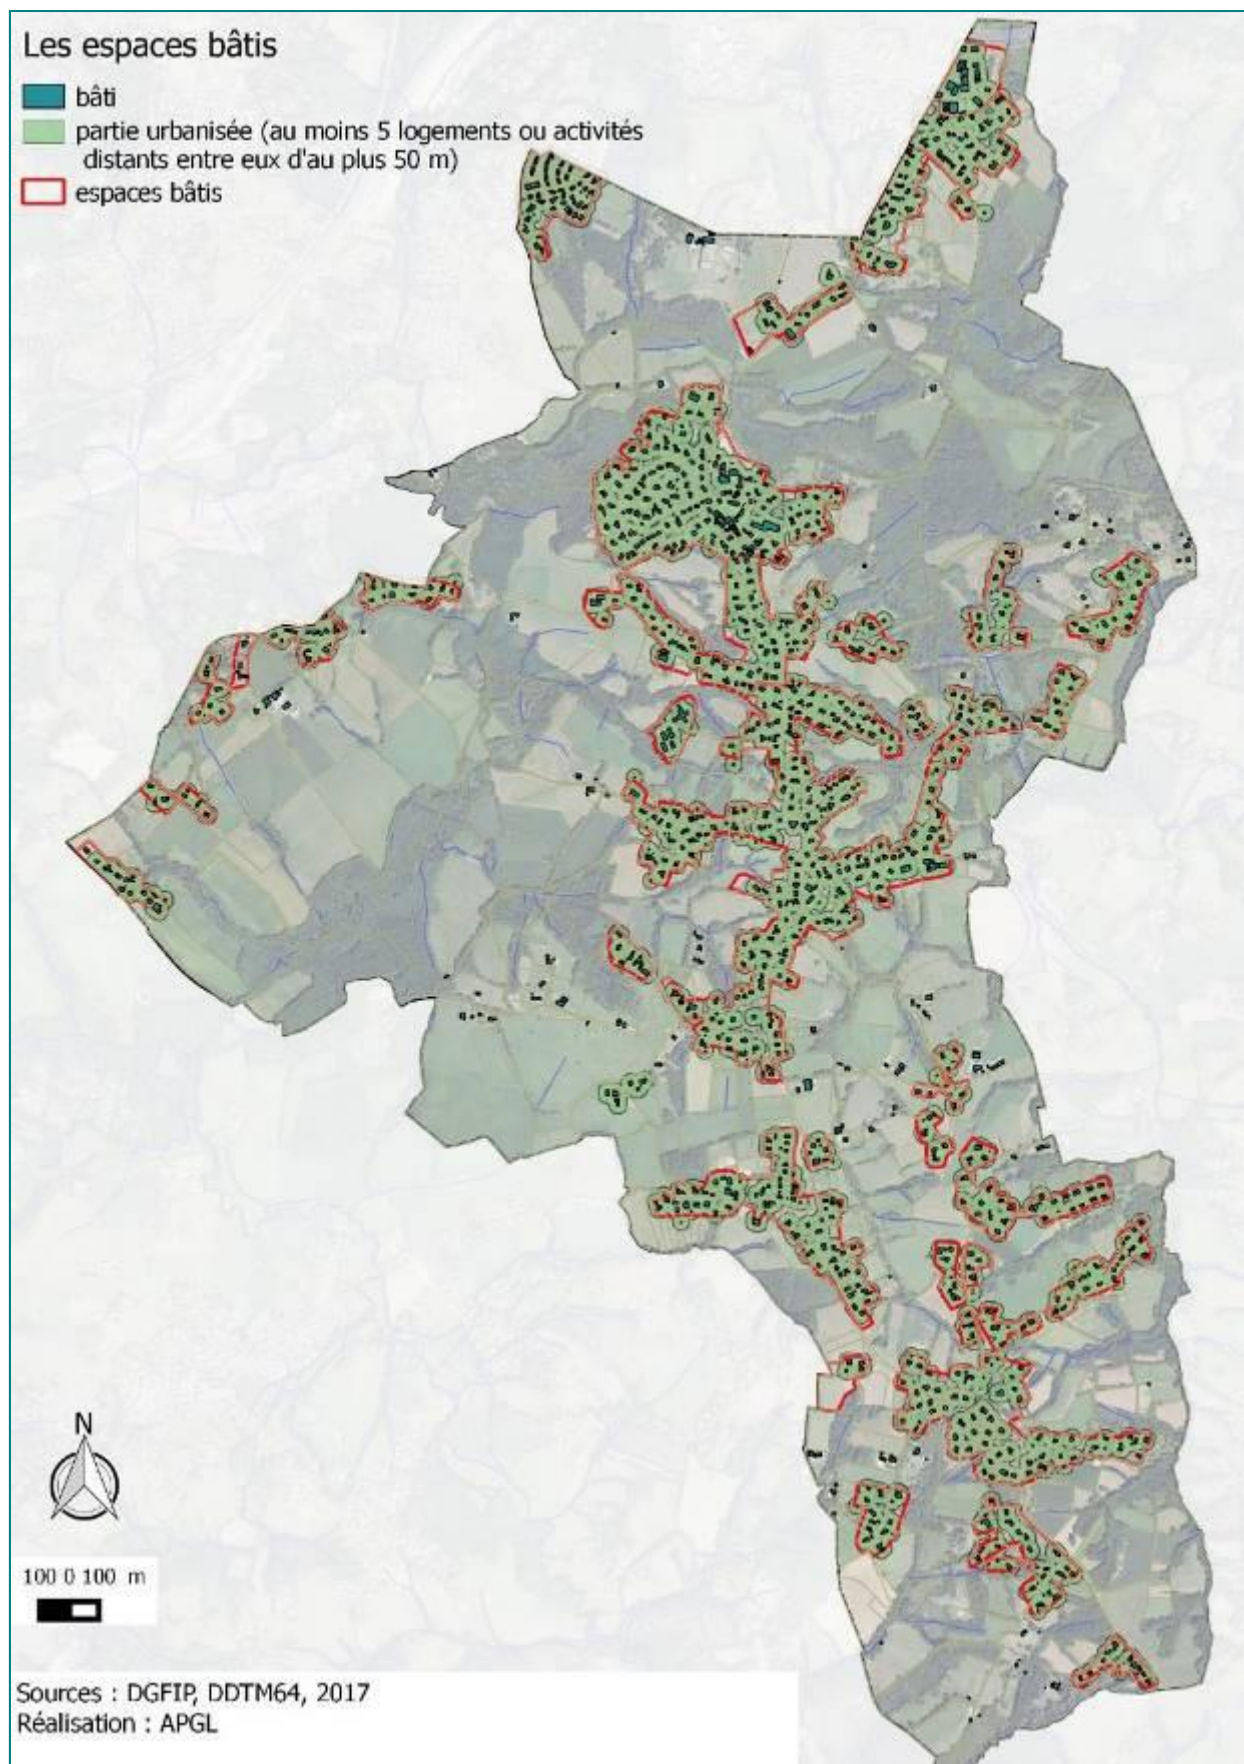 Les espaces bâtis
bâti
partie urbanisée (au moins 5 logements ou activités
distants entre eux d'au plus 50 m)
espaces bâtis
N
100 0 100 m
Sources : DGFIP, DDTM64, 2017
Réalisation : APGL